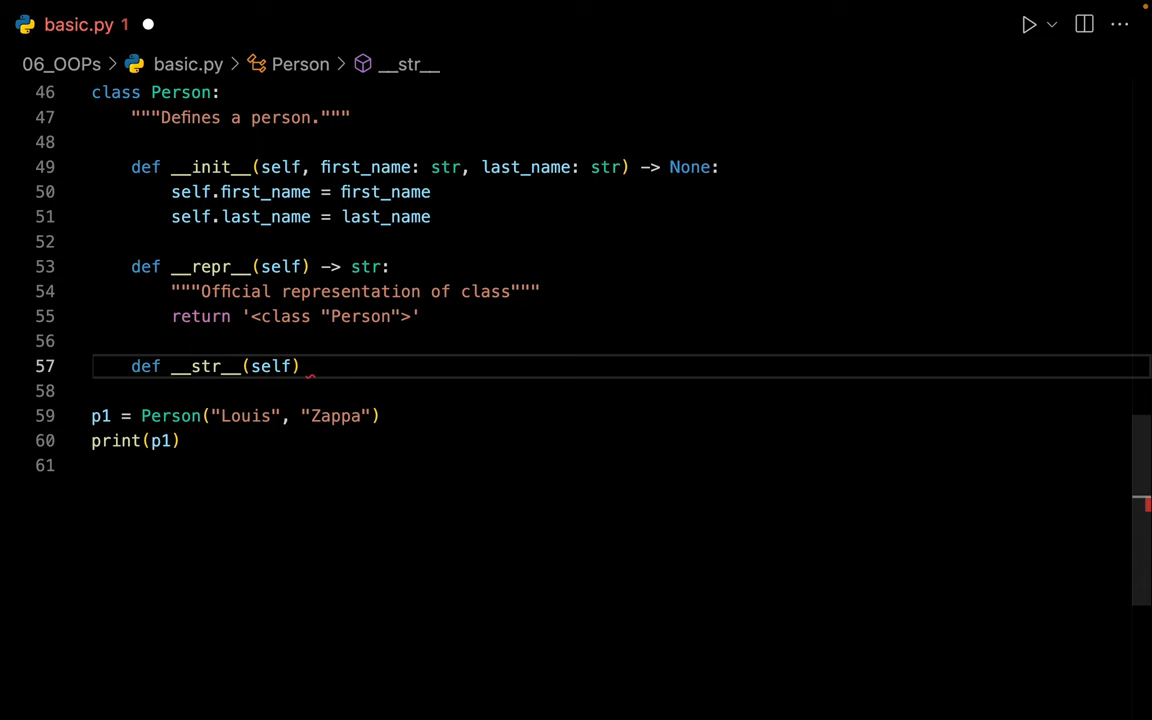 basic.py 1
06_OOPs > basic.py > Person > __str__
46 class Person:
47     """Defines a person."""
48
49     def __init__(self, first_name: str, last_name: str) -> None:
50         self.first_name = first_name
51         self.last_name = last_name
52
53     def __repr__(self) -> str:
54         """Official representation of class"""
55         return '<class "Person">'
56
57     def __str__(self)
58
59 p1 = Person("Louis", "Zappa")
60 print(p1)
61